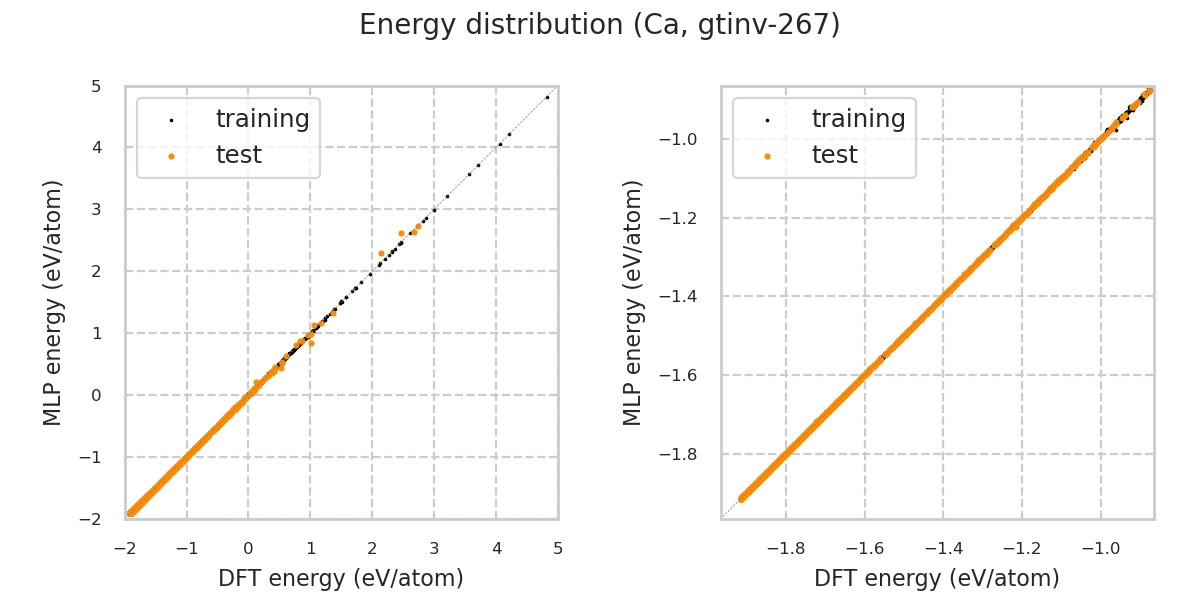 Energy distribution (Ca, gtinv-267)
5
4
3
2
1
0
−1
−2
MLP energy (eV/atom)
training
test
−2
−1
0
1
2
3
4
5
DFT energy (eV/atom)
−1.0
−1.2
−1.4
−1.6
−1.8
MLP energy (eV/atom)
training
test
−1.8
−1.6
−1.4
−1.2
−1.0
DFT energy (eV/atom)